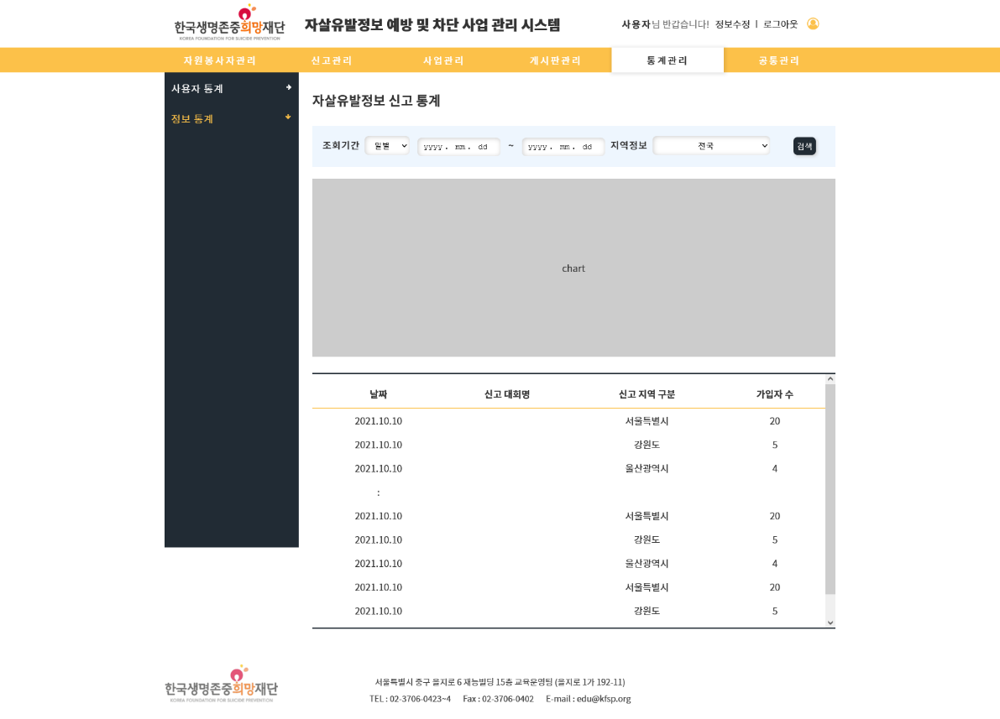 한국생명존중희망재단
KOREA FOUNDATION FOR SUICIDE PREVENTION
자살유발정보 예방 및 차단 사업 관리 시스템
사용자님 반갑습니다! 정보수정 | 로그아웃
자원봉사자관리 신고관리 사업관리 게시판관리 통계관리 공통관리
사용자 통계
정보 통계
자살유발정보 신고 통계
조회기간 일별 yyyy. mm. dd ~ yyyy. mm. dd 지역정보 전국 검색
chart
날짜 신고 대회명 신고 지역 구분 가입자 수
2021.10.10 서울특별시 20
2021.10.10 강원도 5
2021.10.10 울산광역시 4
:
2021.10.10 서울특별시 20
2021.10.10 강원도 5
2021.10.10 울산광역시 4
2021.10.10 서울특별시 20
2021.10.10 강원도 5
한국생명존중희망재단
KOREA FOUNDATION FOR SUICIDE PREVENTION
서울특별시 중구 을지로 6 재능빌딩 15층 교육운영팀 (을지로 1가 192-11)
TEL : 02-3706-0423~4 Fax : 02-3706-0402 E-mail : edu@kfsp.org